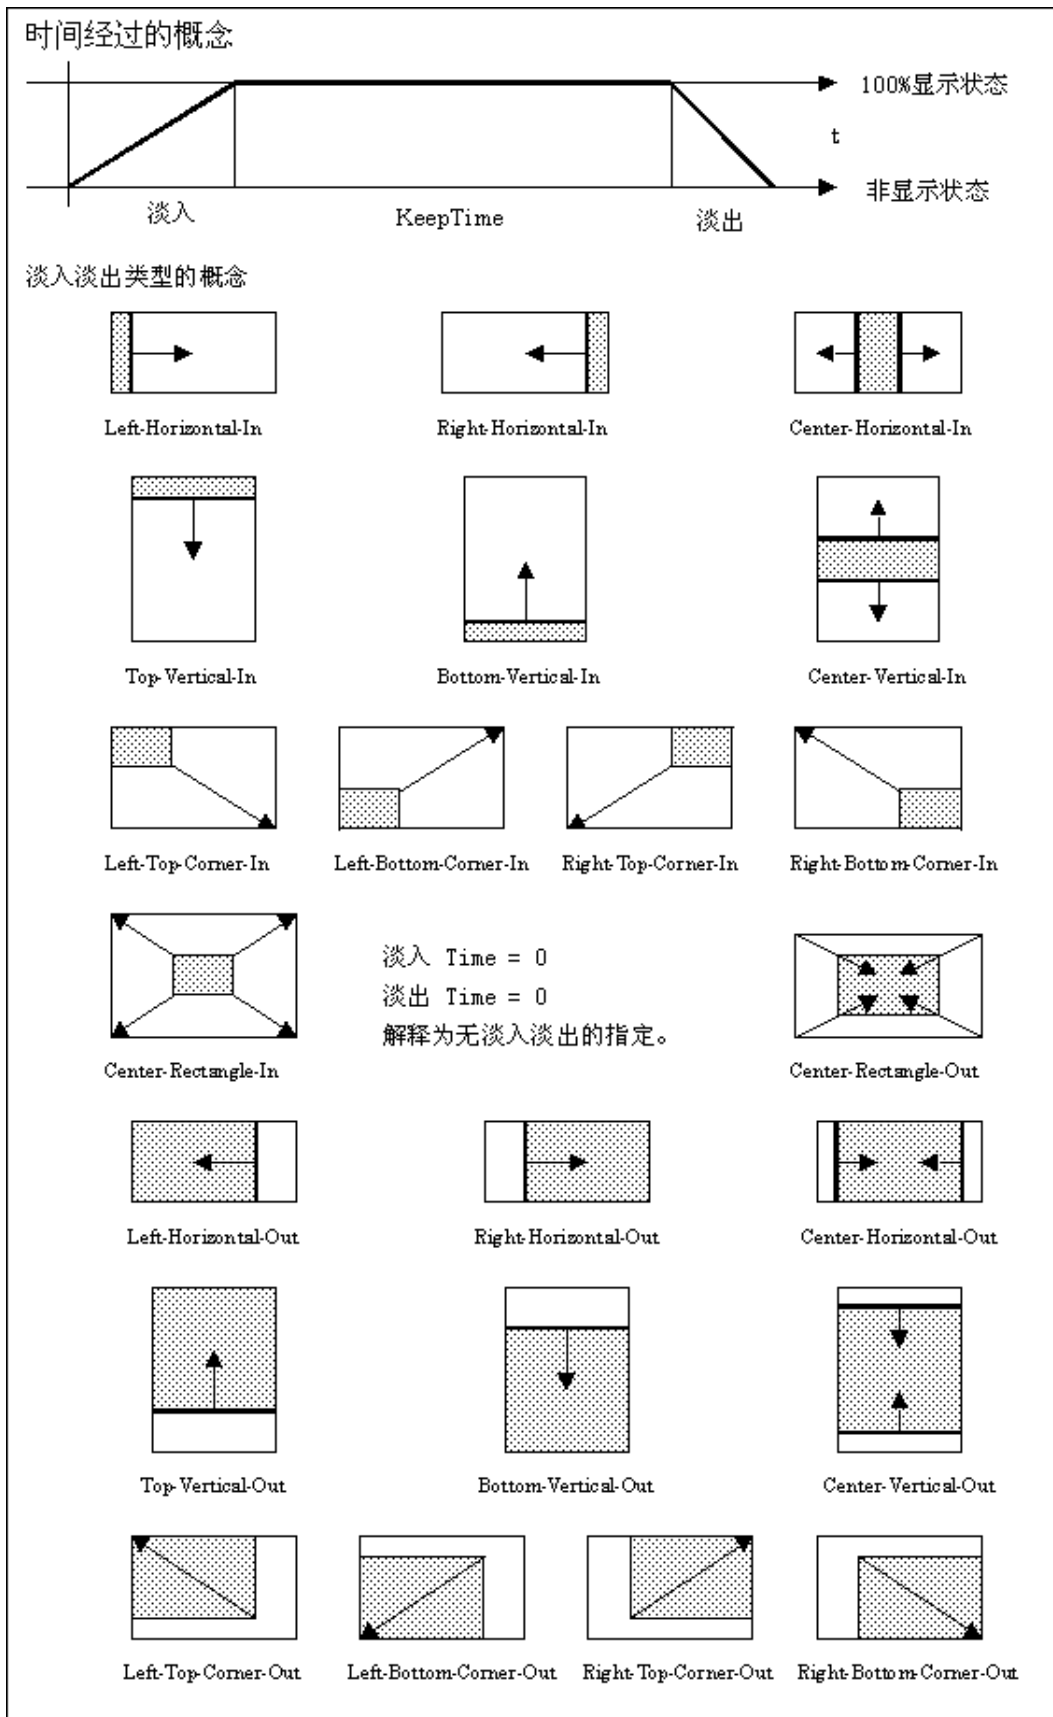 时间经过的概念
100%显示状态
t
非显示状态
淡入
KeepTime
淡出
淡入淡出类型的概念
Left-Horizontal-In
Right-Horizontal-In
Center-Horizontal-In
Top-Vertical-In
Bottom-Vertical-In
Center-Vertical-In
Left-Top-Corner-In
Left-Bottom-Corner-In
Right-Top-Corner-In
Right-Bottom-Corner-In
淡入 Time = 0
淡出 Time = 0
解释为无淡入淡出的指定。
Center-Rectangle-In
Center-Rectangle-Out
Left-Horizontal-Out
Right-Horizontal-Out
Center-Horizontal-Out
Top-Vertical-Out
Bottom-Vertical-Out
Center-Vertical-Out
Left-Top-Corner-Out
Left-Bottom-Corner-Out
Right-Top-Corner-Out
Right-Bottom-Corner-Out